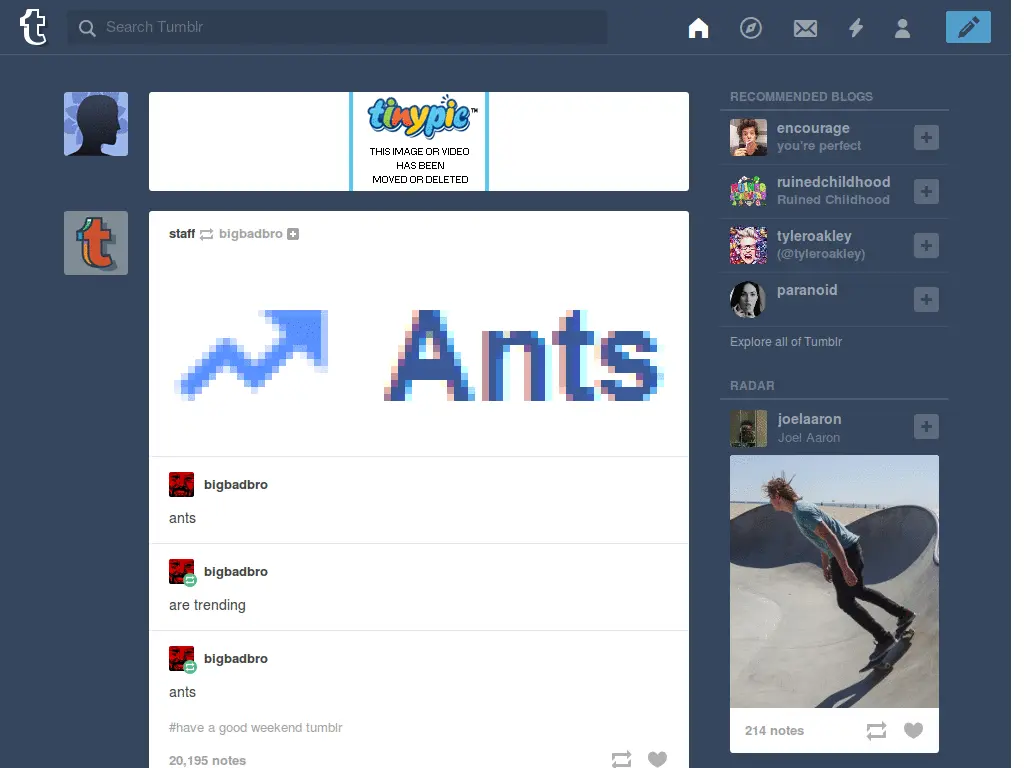 t
Search Tumblr
tinypic™
THIS IMAGE OR VIDEO
HAS BEEN
MOVED OR DELETED
t
staff bigbadbro
Ants
bigbadbro
ants
bigbadbro
are trending
bigbadbro
ants
#have a good weekend tumblr
20,195 notes
RECOMMENDED BLOGS
encourage
you're perfect
ruinedchildhood
Ruined Childhood
tyleroakley
(@tyleroakley)
paranoid
Explore all of Tumblr
RADAR
joelaaron
Joel Aaron
214 notes